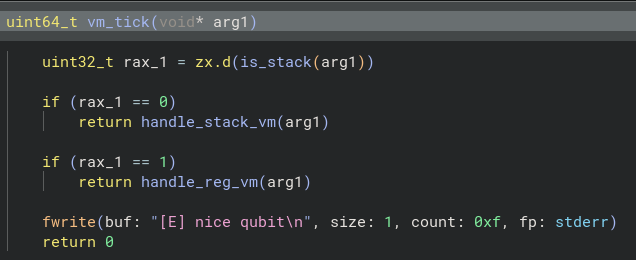 uint64_t vm_tick(void* arg1)
uint32_t rax_1 = zx.d(is_stack(arg1))
if (rax_1 == 0)
return handle_stack_vm(arg1)
if (rax_1 == 1)
return handle_reg_vm(arg1)
fwrite(buf: "[E] nice qubit\n", size: 1, count: 0xf, fp: stderr)
return 0